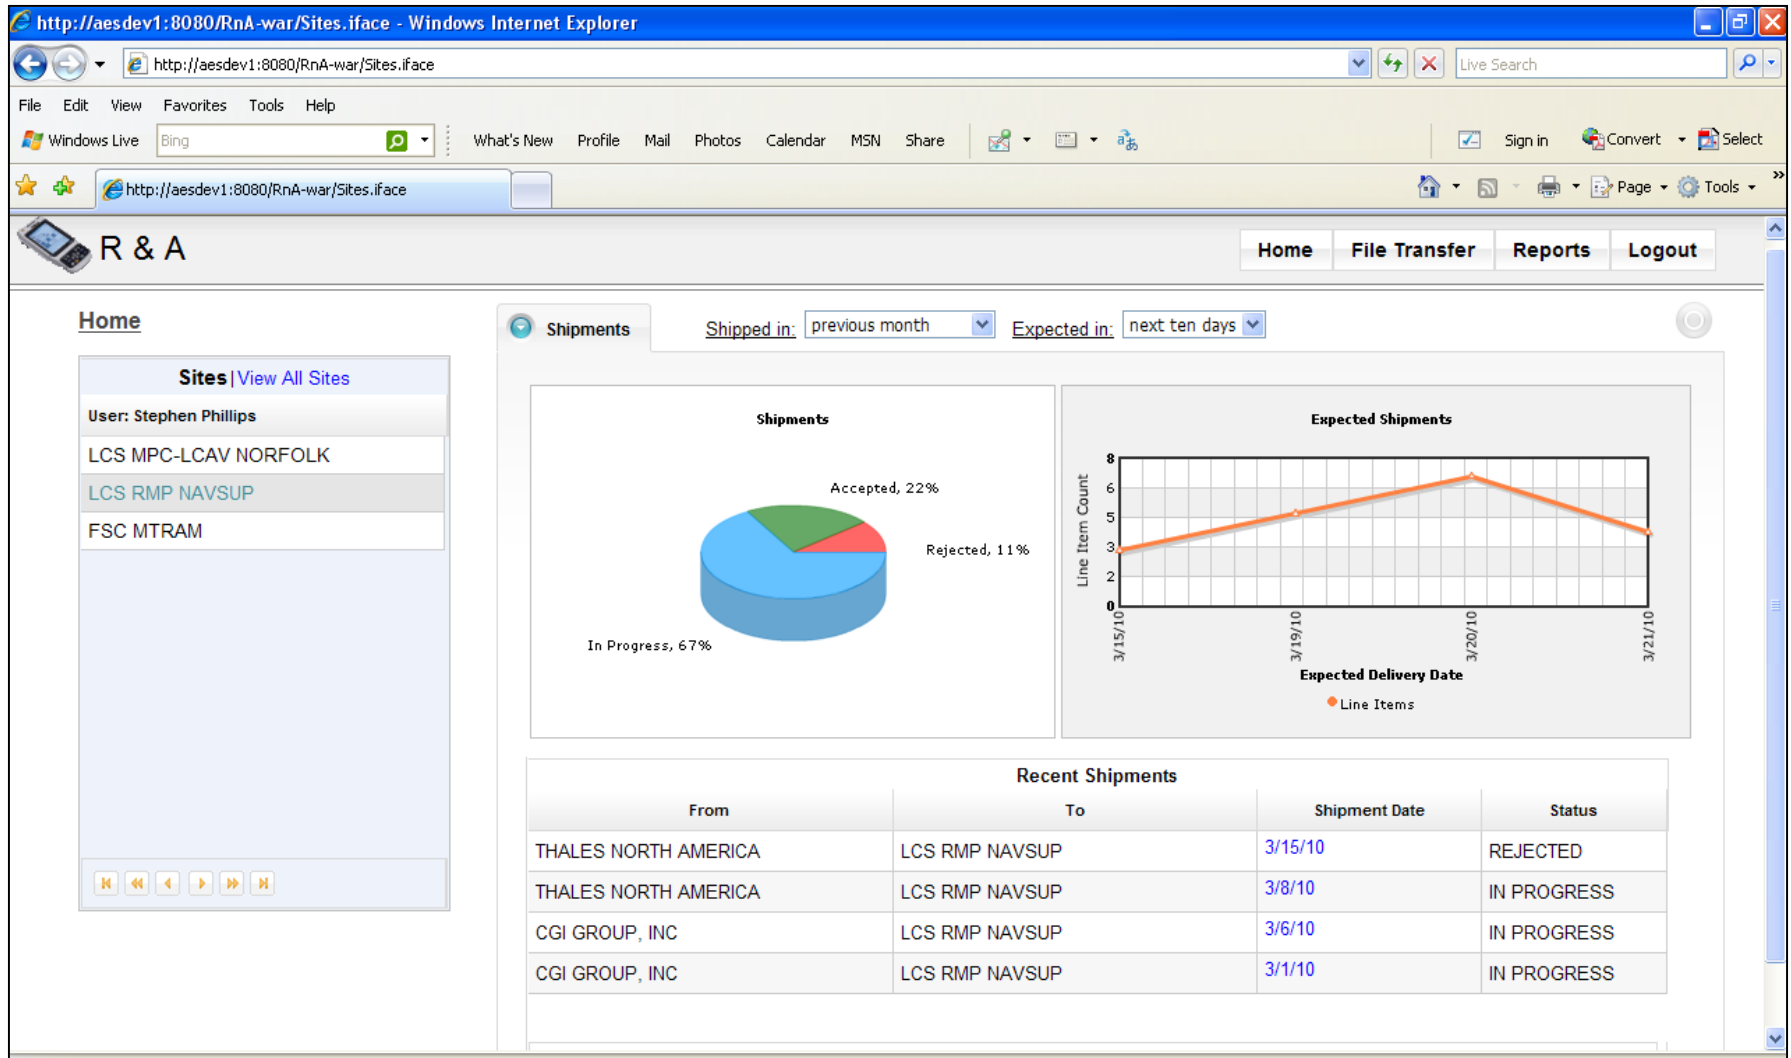 http://aesdev1:8080/RnA-war/Sites.iface - Windows Internet Explorer
http://aesdev1:8080/RnA-war/Sites.iface
Live Search
File Edit View Favorites Tools Help
Windows Live Bing What's New Profile Mail Photos Calendar MSN Share Sign in Convert Select
http://aesdev1:8080/RnA-war/Sites.iface Page Tools
R & A
Home File Transfer Reports Logout
Home
Sites|View All Sites
User: Stephen Phillips
LCS MPC-LCAV NORFOLK
LCS RMP NAVSUP
FSC MTRAM
Shipments Shipped in: previous month Expected in: next ten days
Shipments
Accepted, 22%
Rejected, 11%
In Progress, 67%
Expected Shipments
Line Item Count
8
6
5
3
2
0
3/15/10 3/19/10 3/20/10 3/21/10
Expected Delivery Date
Line Items
Recent Shipments
From To Shipment Date Status
THALES NORTH AMERICA LCS RMP NAVSUP 3/15/10 REJECTED
THALES NORTH AMERICA LCS RMP NAVSUP 3/8/10 IN PROGRESS
CGI GROUP, INC LCS RMP NAVSUP 3/6/10 IN PROGRESS
CGI GROUP, INC LCS RMP NAVSUP 3/1/10 IN PROGRESS